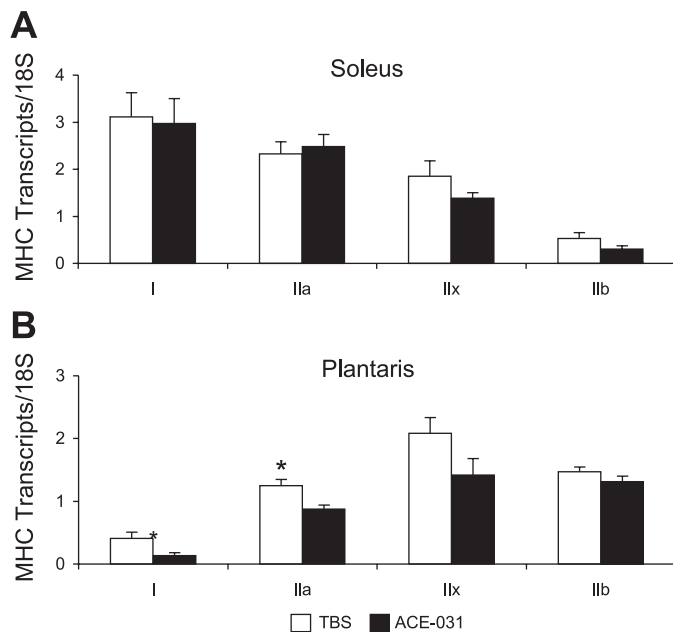 A
Soleus
MHC Transcripts/18S
4
3
2
1
0
I IIa IIx IIb
B
Plantaris
MHC Transcripts/18S
3
2
1
0
*
*
I IIa IIx IIb
TBS ACE-031